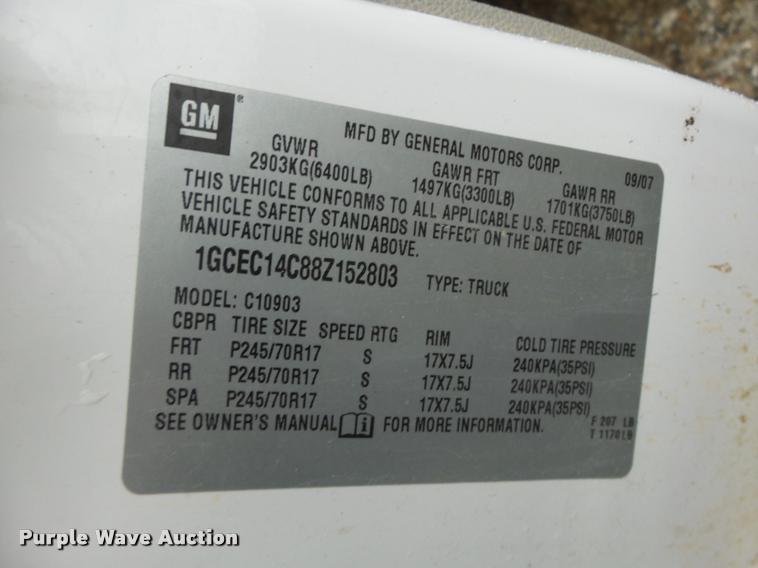 GM ®
MFD BY GENERAL MOTORS CORP. 09/07
GVWR GAWR FRT GAWR RR
2903KG(6400LB) 1497KG(3300LB) 1701KG(3750LB)
THIS VEHICLE CONFORMS TO ALL APPLICABLE U.S. FEDERAL MOTOR
VEHICLE SAFETY STANDARDS IN EFFECT ON THE DATE OF
MANUFACTURE SHOWN ABOVE.
1GCEC14C88Z152803 TYPE: TRUCK
MODEL: C10903
CBPR TIRE SIZE SPEED RTG RIM COLD TIRE PRESSURE
FRT P245/70R17 S 17X7.5J 240KPA(35PSI)
RR P245/70R17 S 17X7.5J 240KPA(35PSI)
SPA P245/70R17 S 17X7.5J 240KPA(35PSI)
SEE OWNER'S MANUAL FOR MORE INFORMATION.
F 207 LB
T 1170 LB
Purple Wave Auction